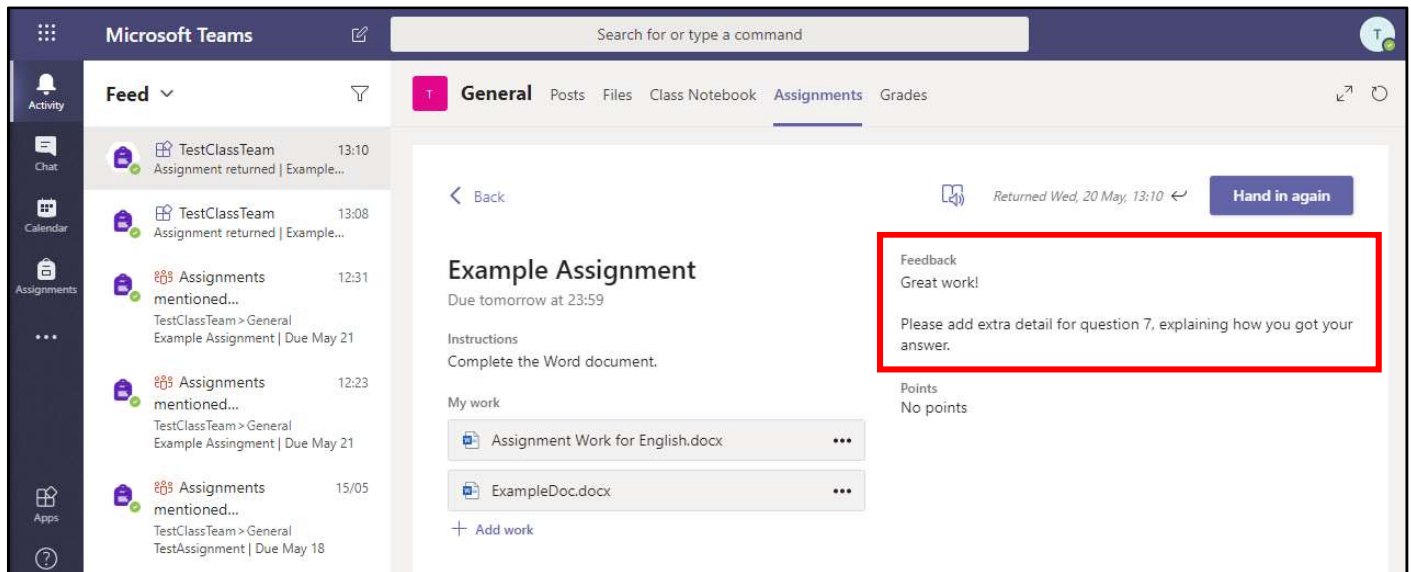 Microsoft Teams
Search for or type a command
T
Activity
Chat
Calendar
Assignments
Apps
Feed
TestClassTeam 13:10
Assignment returned | Example...
TestClassTeam 13:08
Assignment returned | Example...
Assignments 12:31
mentioned...
TestClassTeam > General
Example Assignment | Due May 21
Assignments 12:23
mentioned...
TestClassTeam > General
Example Assingment | Due May 21
Assignments 15/05
mentioned...
TestClassTeam > General
TestAssignment | Due May 18
T General Posts Files Class Notebook Assignments Grades
Back
Returned Wed, 20 May, 13:10
Hand in again
Example Assignment
Due tomorrow at 23:59
Instructions
Complete the Word document.
My work
Assignment Work for English.docx
ExampleDoc.docx
+ Add work
Feedback
Great work!
Please add extra detail for question 7, explaining how you got your
answer.
Points
No points